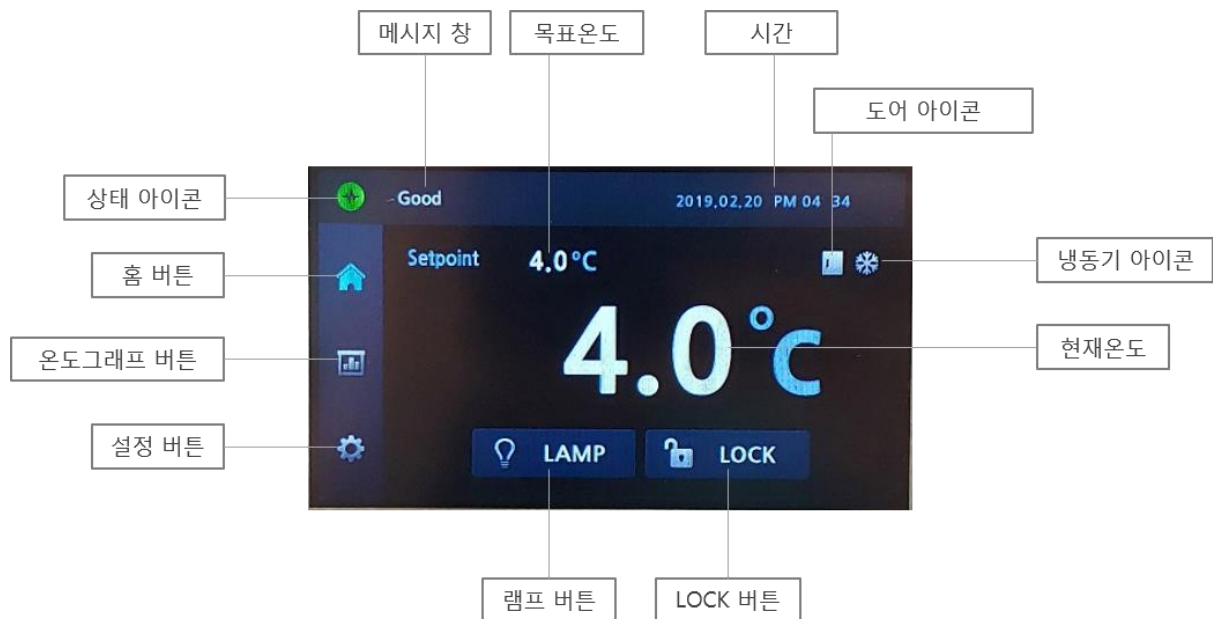 메시지 창
목표온도
시간
도어 아이콘
상태 아이콘
Good
2019.02.20 PM 04 34
Setpoint 4.0°C
냉동기 아이콘
홈 버튼
4.0°C
현재온도
온도그래프 버튼
설정 버튼
LAMP
LOCK
램프 버튼
LOCK 버튼